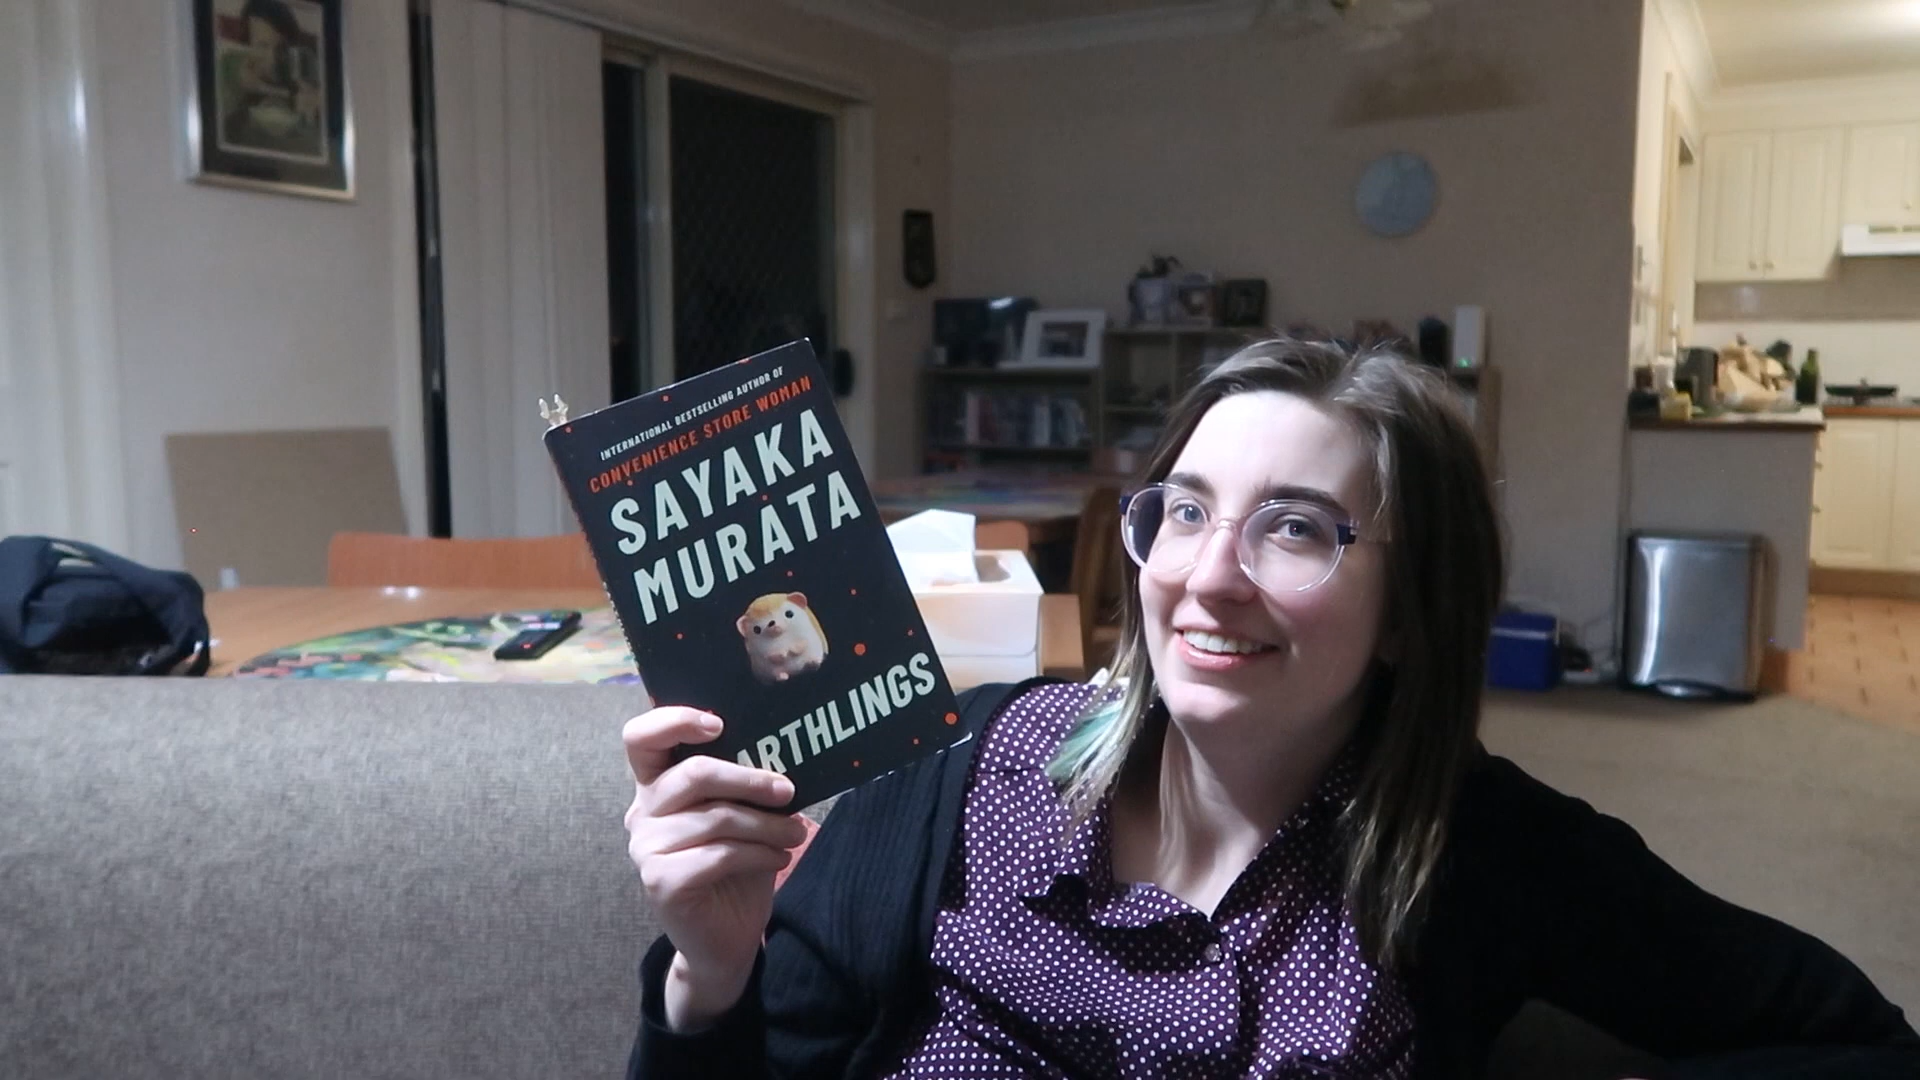 INTERNATIONAL BESTSELLING AUTHOR OF
CONVENIENCE STORE WOMAN
SAYAKA
MURATA
ARTHLINGS